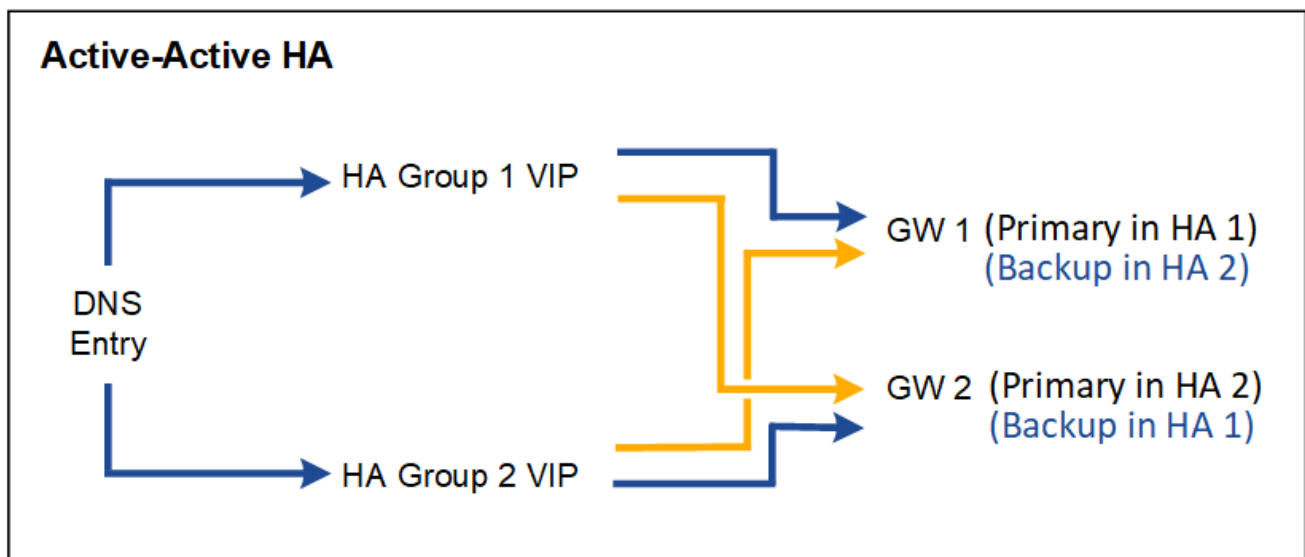 Active-Active HA
HA Group 1 VIP
GW 1 (Primary in HA 1)
(Backup in HA 2)
DNS
Entry
GW 2 (Primary in HA 2)
(Backup in HA 1)
HA Group 2 VIP